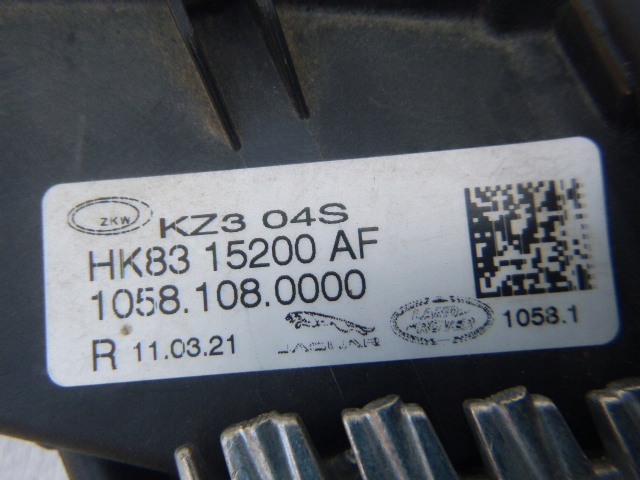 ZKW KZ3 04S
HK83 15200 AF
1058.108.0000
R 11.03.21
JAGUAR
LAND-
ROVER
1058.1